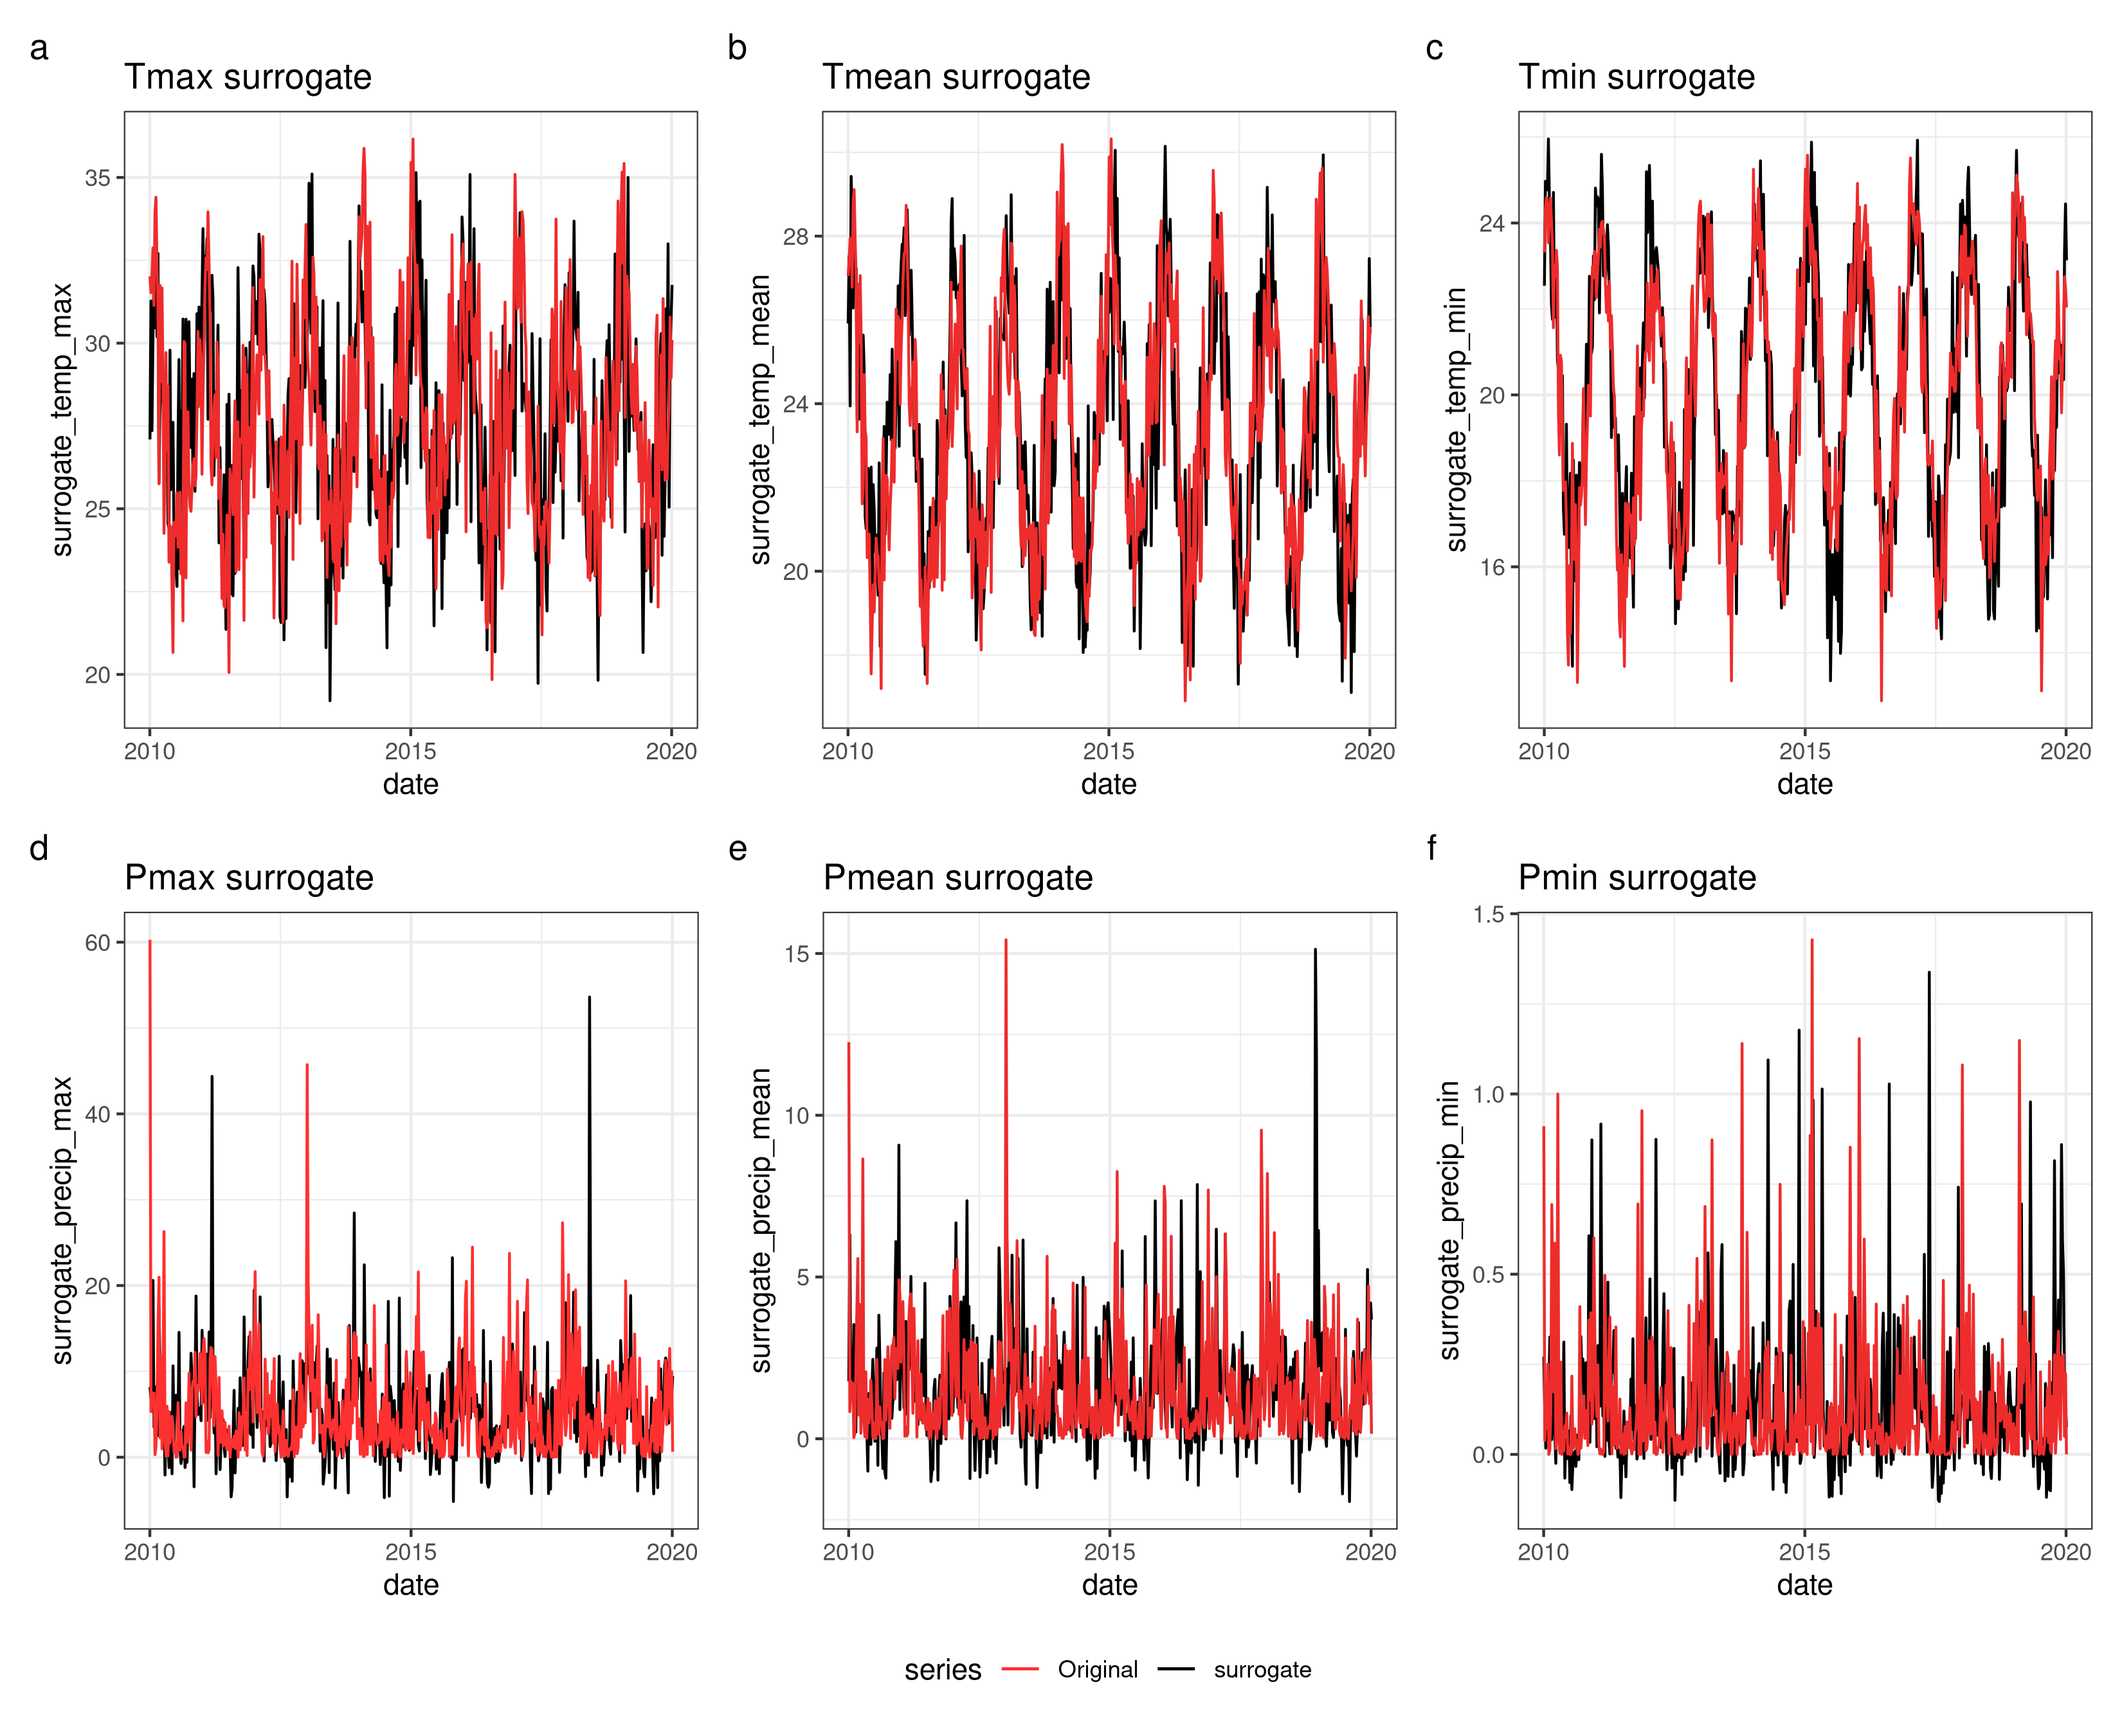 a
Tmax surrogate
surrogate_temp_max
35
30
25
20
2010 2015 2020
date
b
Tmean surrogate
surrogate_temp_mean
28
24
20
2010 2015 2020
date
c
Tmin surrogate
surrogate_temp_min
24
20
16
2010 2015 2020
date
d
Pmax surrogate
surrogate_precip_max
60
40
20
0
2010 2015 2020
date
e
Pmean surrogate
surrogate_precip_mean
15
10
5
0
2010 2015 2020
date
f
Pmin surrogate
surrogate_precip_min
1.5
1.0
0.5
0.0
2010 2015 2020
date
series Original surrogate